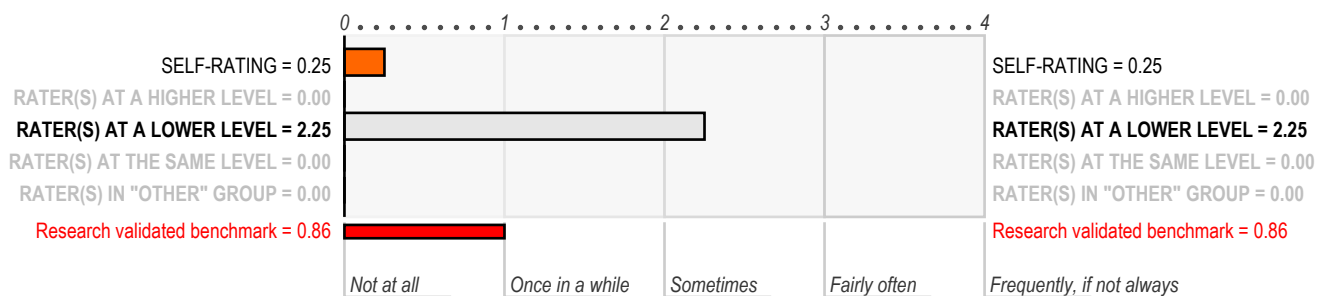 0 1 2 3 4
SELF-RATING = 0.25 SELF-RATING = 0.25
RATER(S) AT A HIGHER LEVEL = 0.00 RATER(S) AT A HIGHER LEVEL = 0.00
RATER(S) AT A LOWER LEVEL = 2.25 RATER(S) AT A LOWER LEVEL = 2.25
RATER(S) AT THE SAME LEVEL = 0.00 RATER(S) AT THE SAME LEVEL = 0.00
RATER(S) IN "OTHER" GROUP = 0.00 RATER(S) IN "OTHER" GROUP = 0.00
Research validated benchmark = 0.86 Research validated benchmark = 0.86
Not at all Once in a while Sometimes Fairly often Frequently, if not always